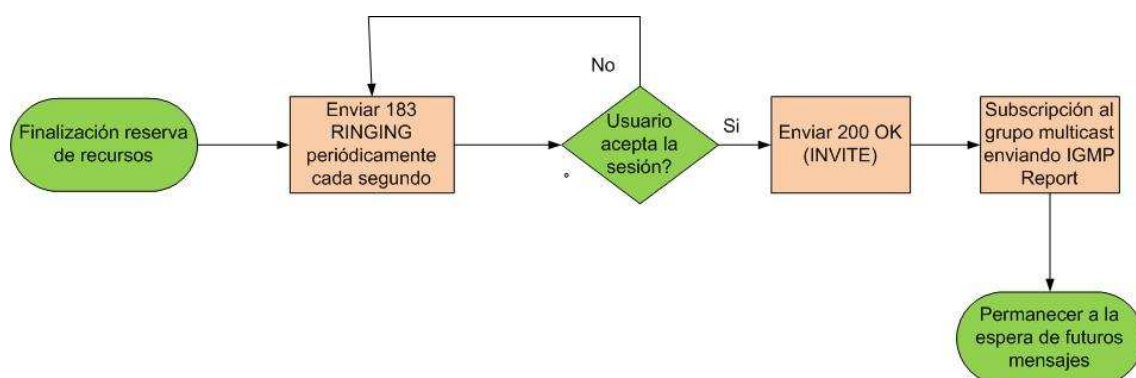 Finalización reserva
de recursos
Enviar 183
RINGING
periódicamente
cada segundo
No
Usuario
acepta la
sesión?
Si
Enviar 200 OK
(INVITE)
Subscripción al
grupo multicast
enviando IGMP
Report
Permanecer a la
espera de futuros
mensajes